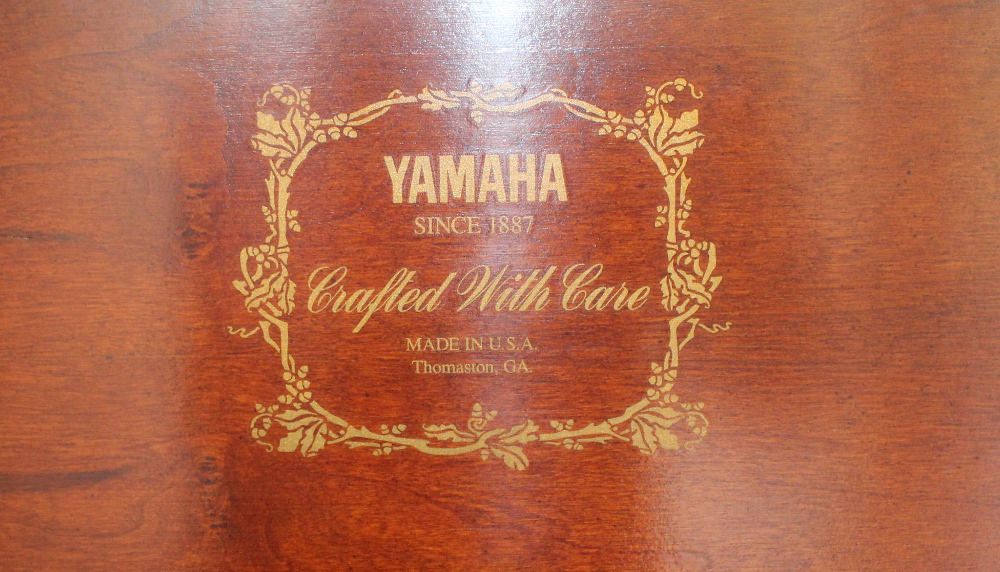 YAMAHA
SINCE 1887
Crafted With Care
MADE IN U.S.A.
Thomaston, GA.